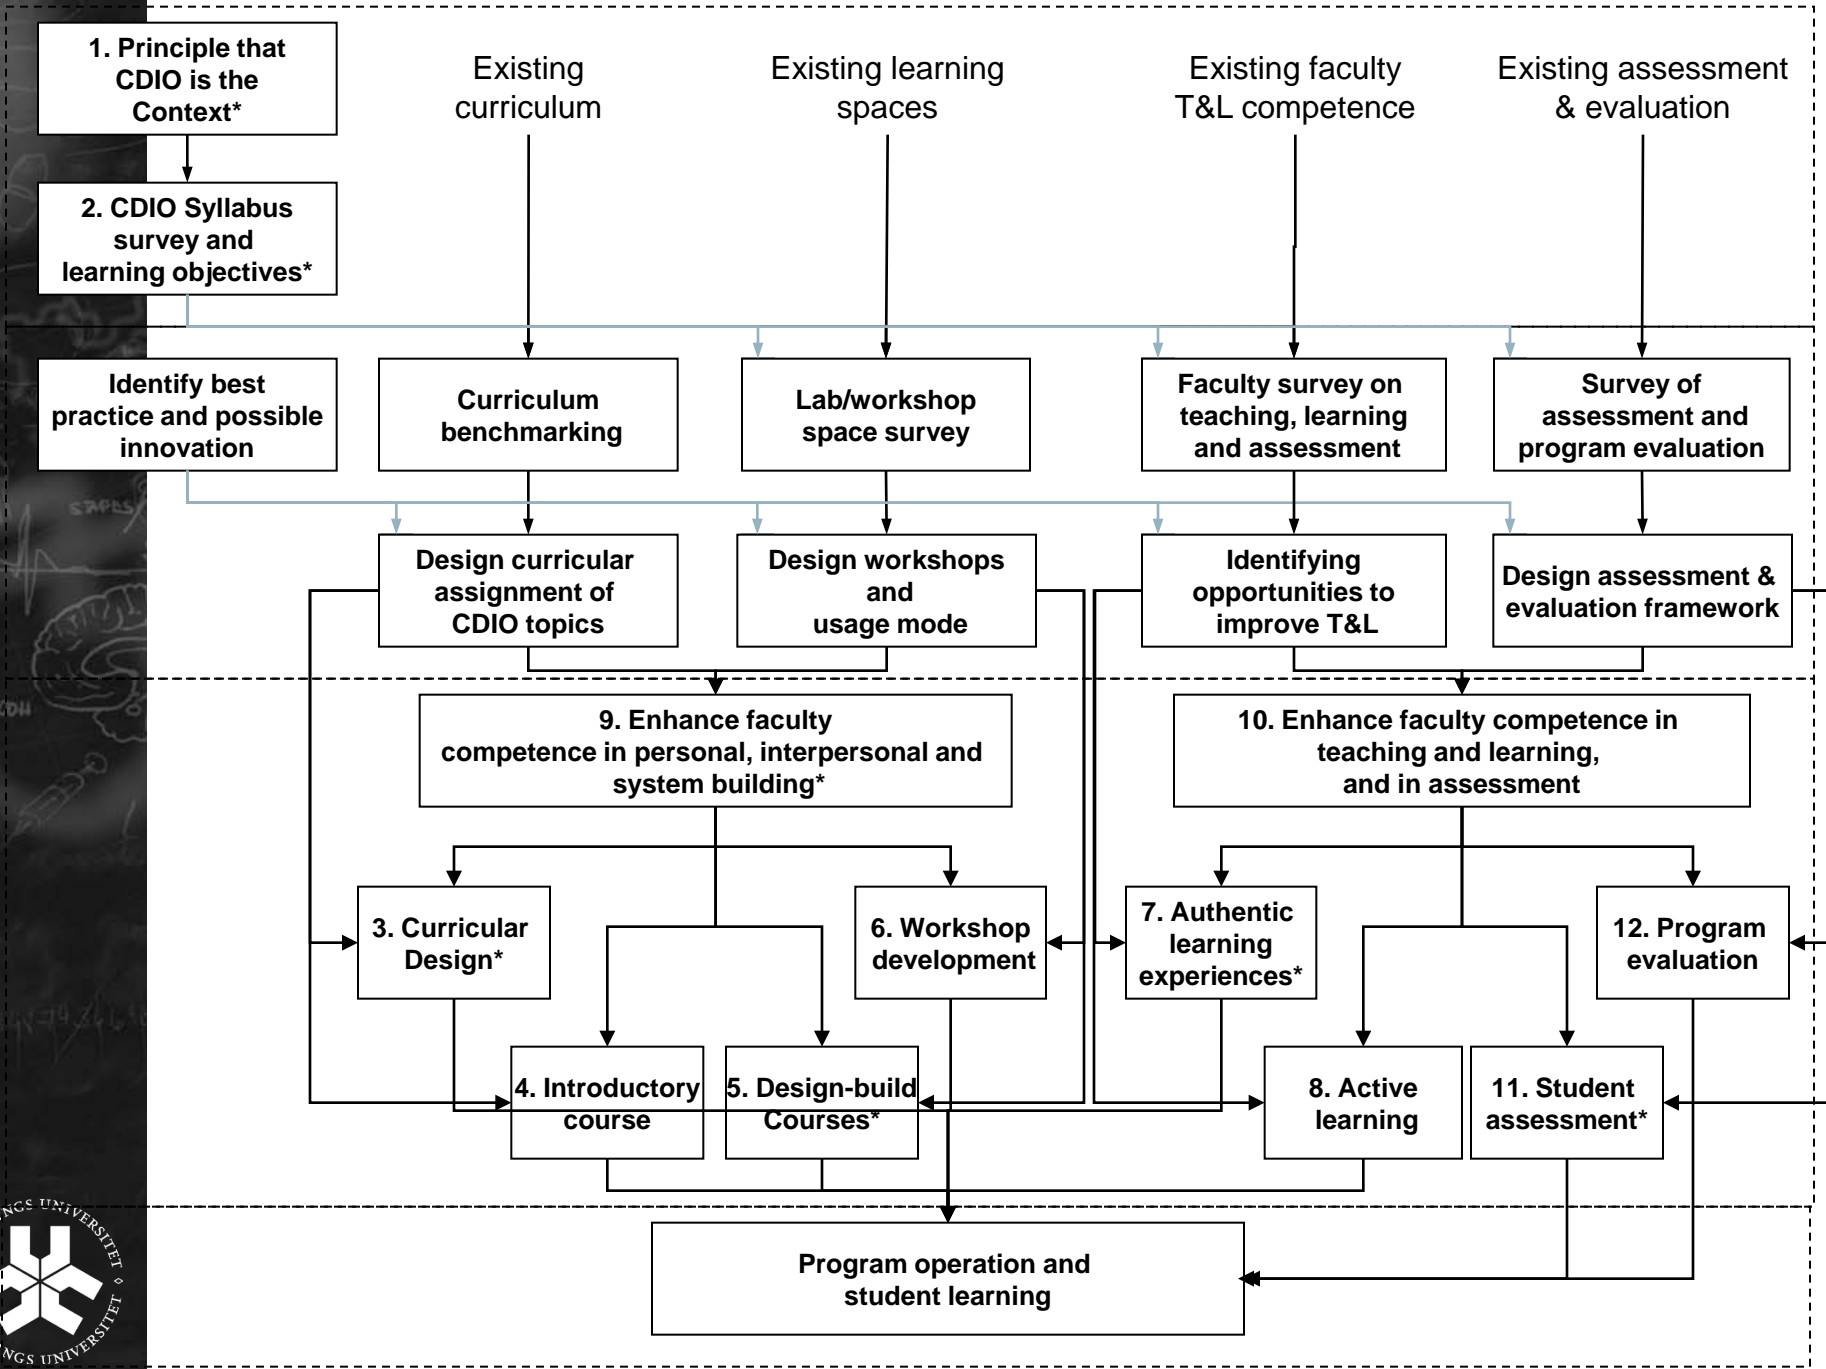 1. Principle that
CDIO is the
Context*
Existing
curriculum
Existing learning
spaces
Existing faculty
T&L competence
Existing assessment
& evaluation
2. CDIO Syllabus
survey and
learning objectives*
Identify best
practice and possible
innovation
Curriculum
benchmarking
Lab/workshop
space survey
Faculty survey on
teaching, learning
and assessment
Survey of
assessment and
program evaluation
Design curricular
assignment of
CDIO topics
Design workshops
and
usage mode
Identifying
opportunities to
improve T&L
Design assessment &
evaluation framework
9. Enhance faculty
competence in personal, interpersonal and
system building*
10. Enhance faculty competence in
teaching and learning,
and in assessment
3. Curricular
Design*
6. Workshop
development
7. Authentic
learning
experiences*
12. Program
evaluation
4. Introductory
course
5. Design-build
Courses*
8. Active
learning
11. Student
assessment*
Program operation and
student learning
NGS UNIVERSITET
NGS UNIVERSITET